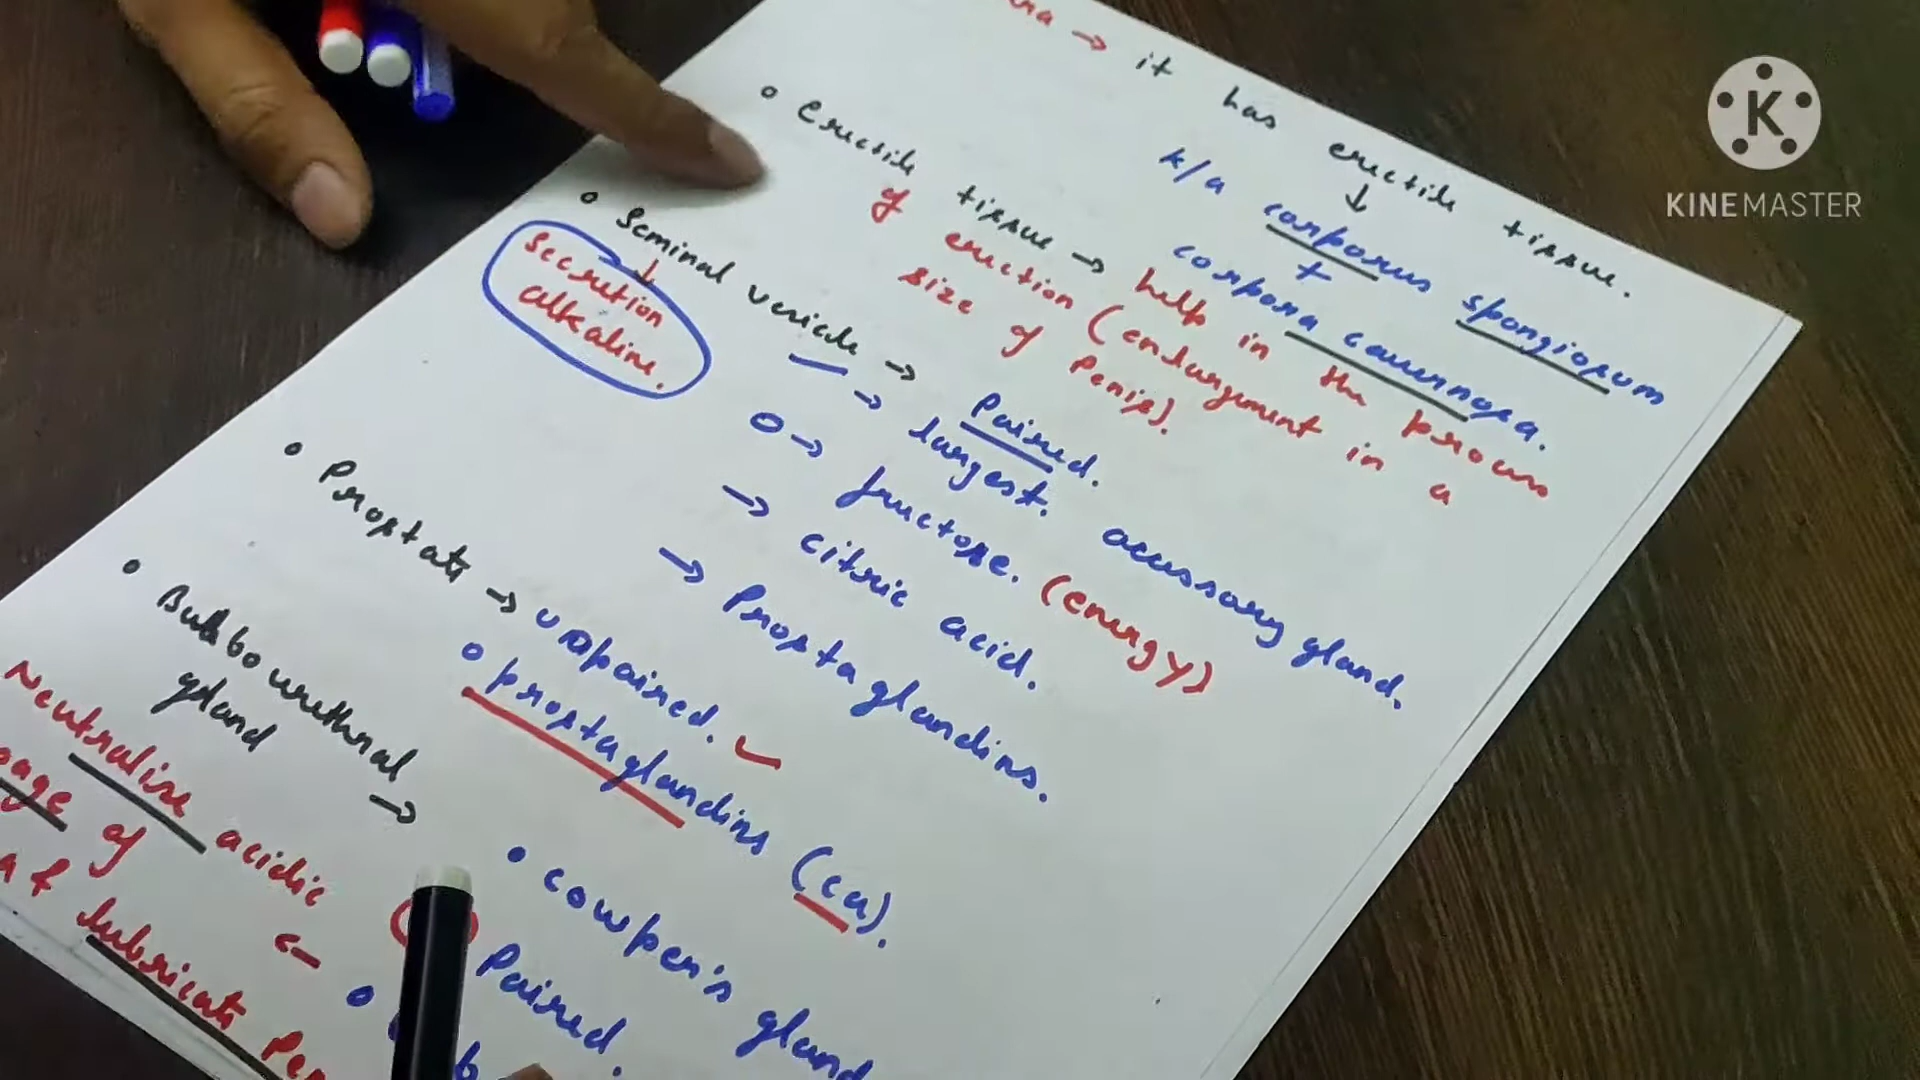 → it has erectile tissue.
↓
k/a corporus spongiosum
+
corpora cavernosa.
• Erectile tissue → help in the process
of erection (enlargement in a
size of Penis).
• Seminal vesicle → Paired.
↓
secretion
alkaline.
→ largest. accessory gland.
→ fructose. (energy)
→ citric acid.
→ Prostaglandins.
• Prostate → unpaired.
• prostaglandins (ca).
• Bulbourethral
gland →
• cowper's gland
• Paired.
Neutralise acidic
of
lubricate
K
KINEMASTER